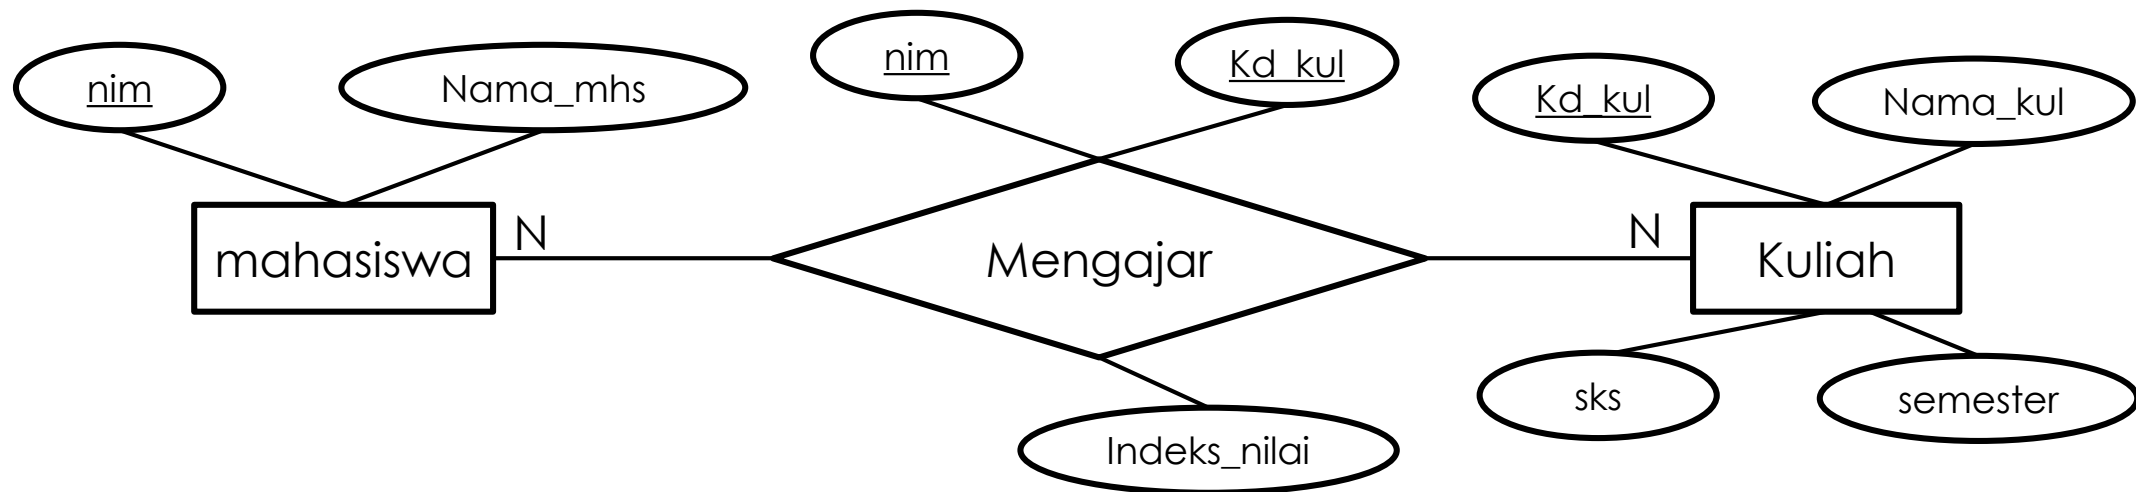 nim
Nama_mhs
nim
Kd_kul
Kd_kul
Nama_kul
mahasiswa
N
Mengajar
N
Kuliah
Indeks_nilai
sks
semester